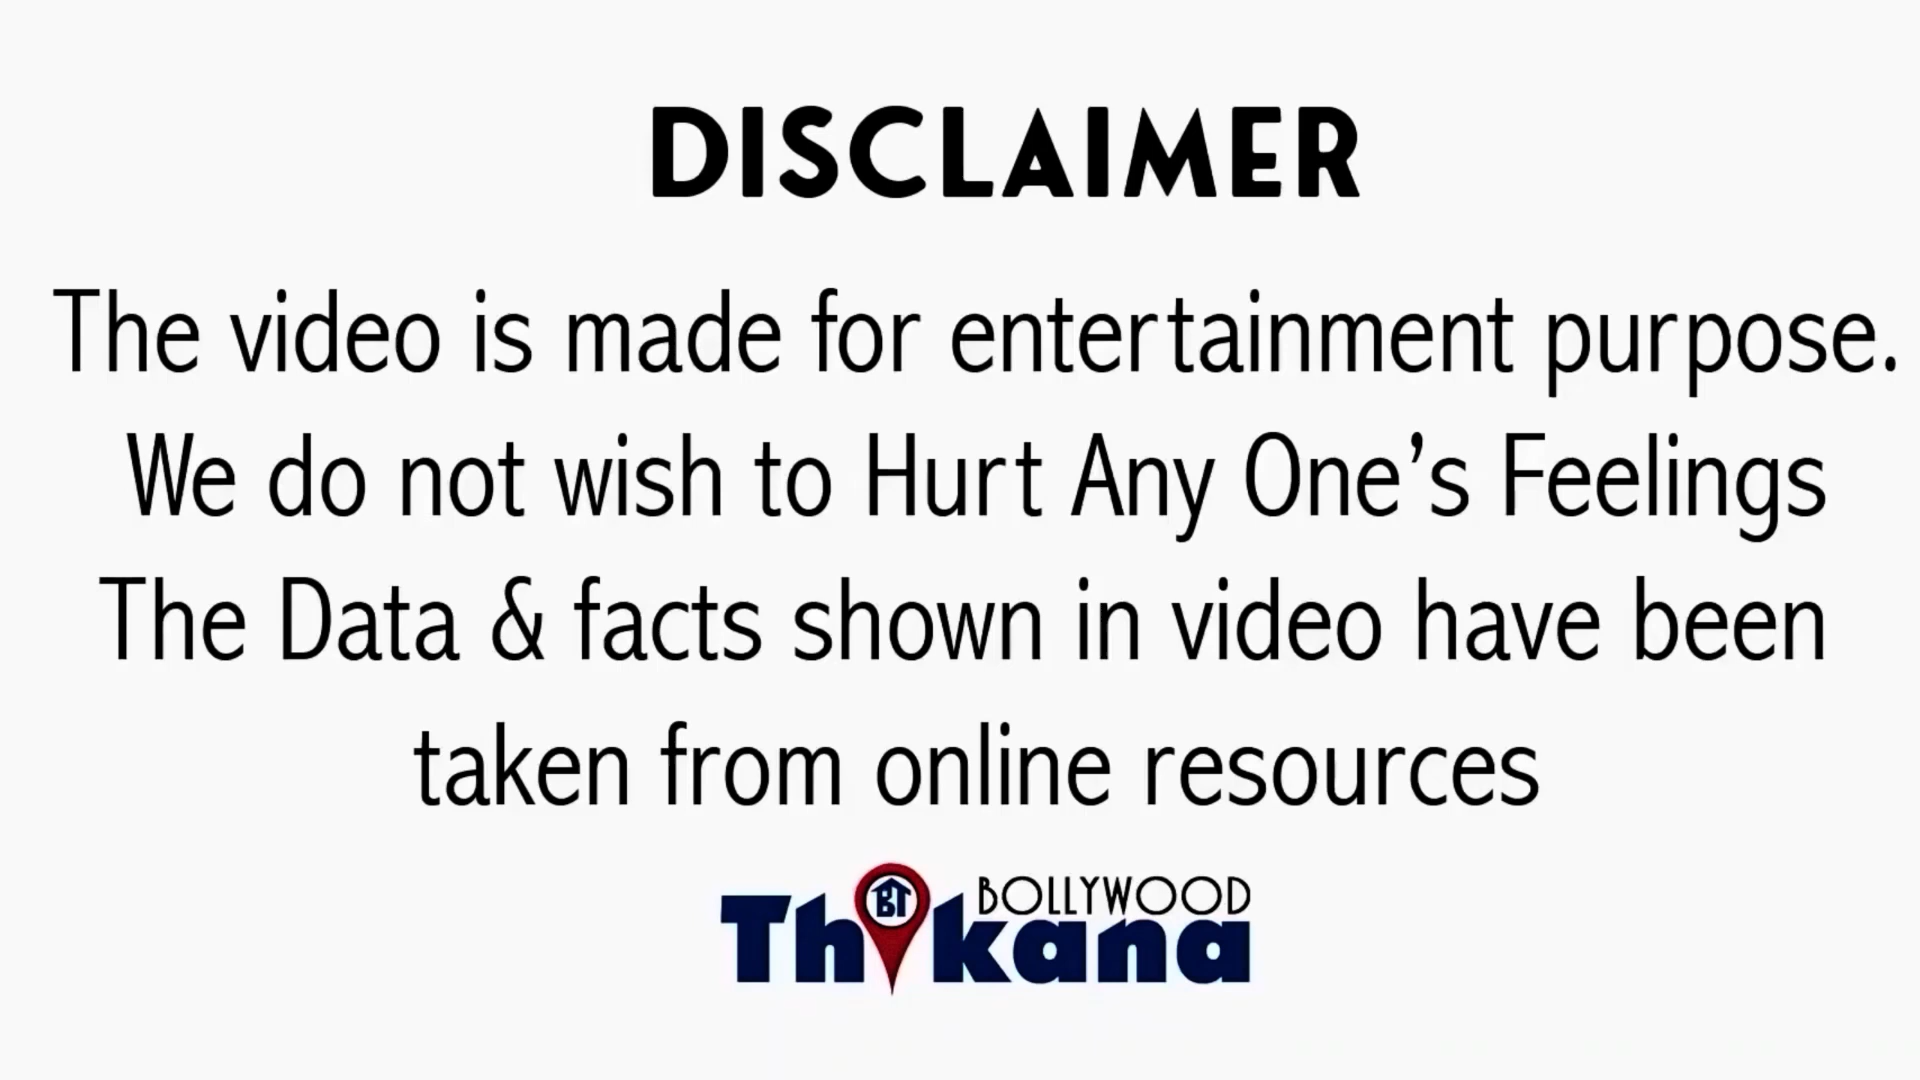 DISCLAIMER
The video is made for entertainment purpose.
We do not wish to Hurt Any One’s Feelings
The Data & facts shown in video have been
taken from online resources
BOLLYWOOD
BT
Thikana